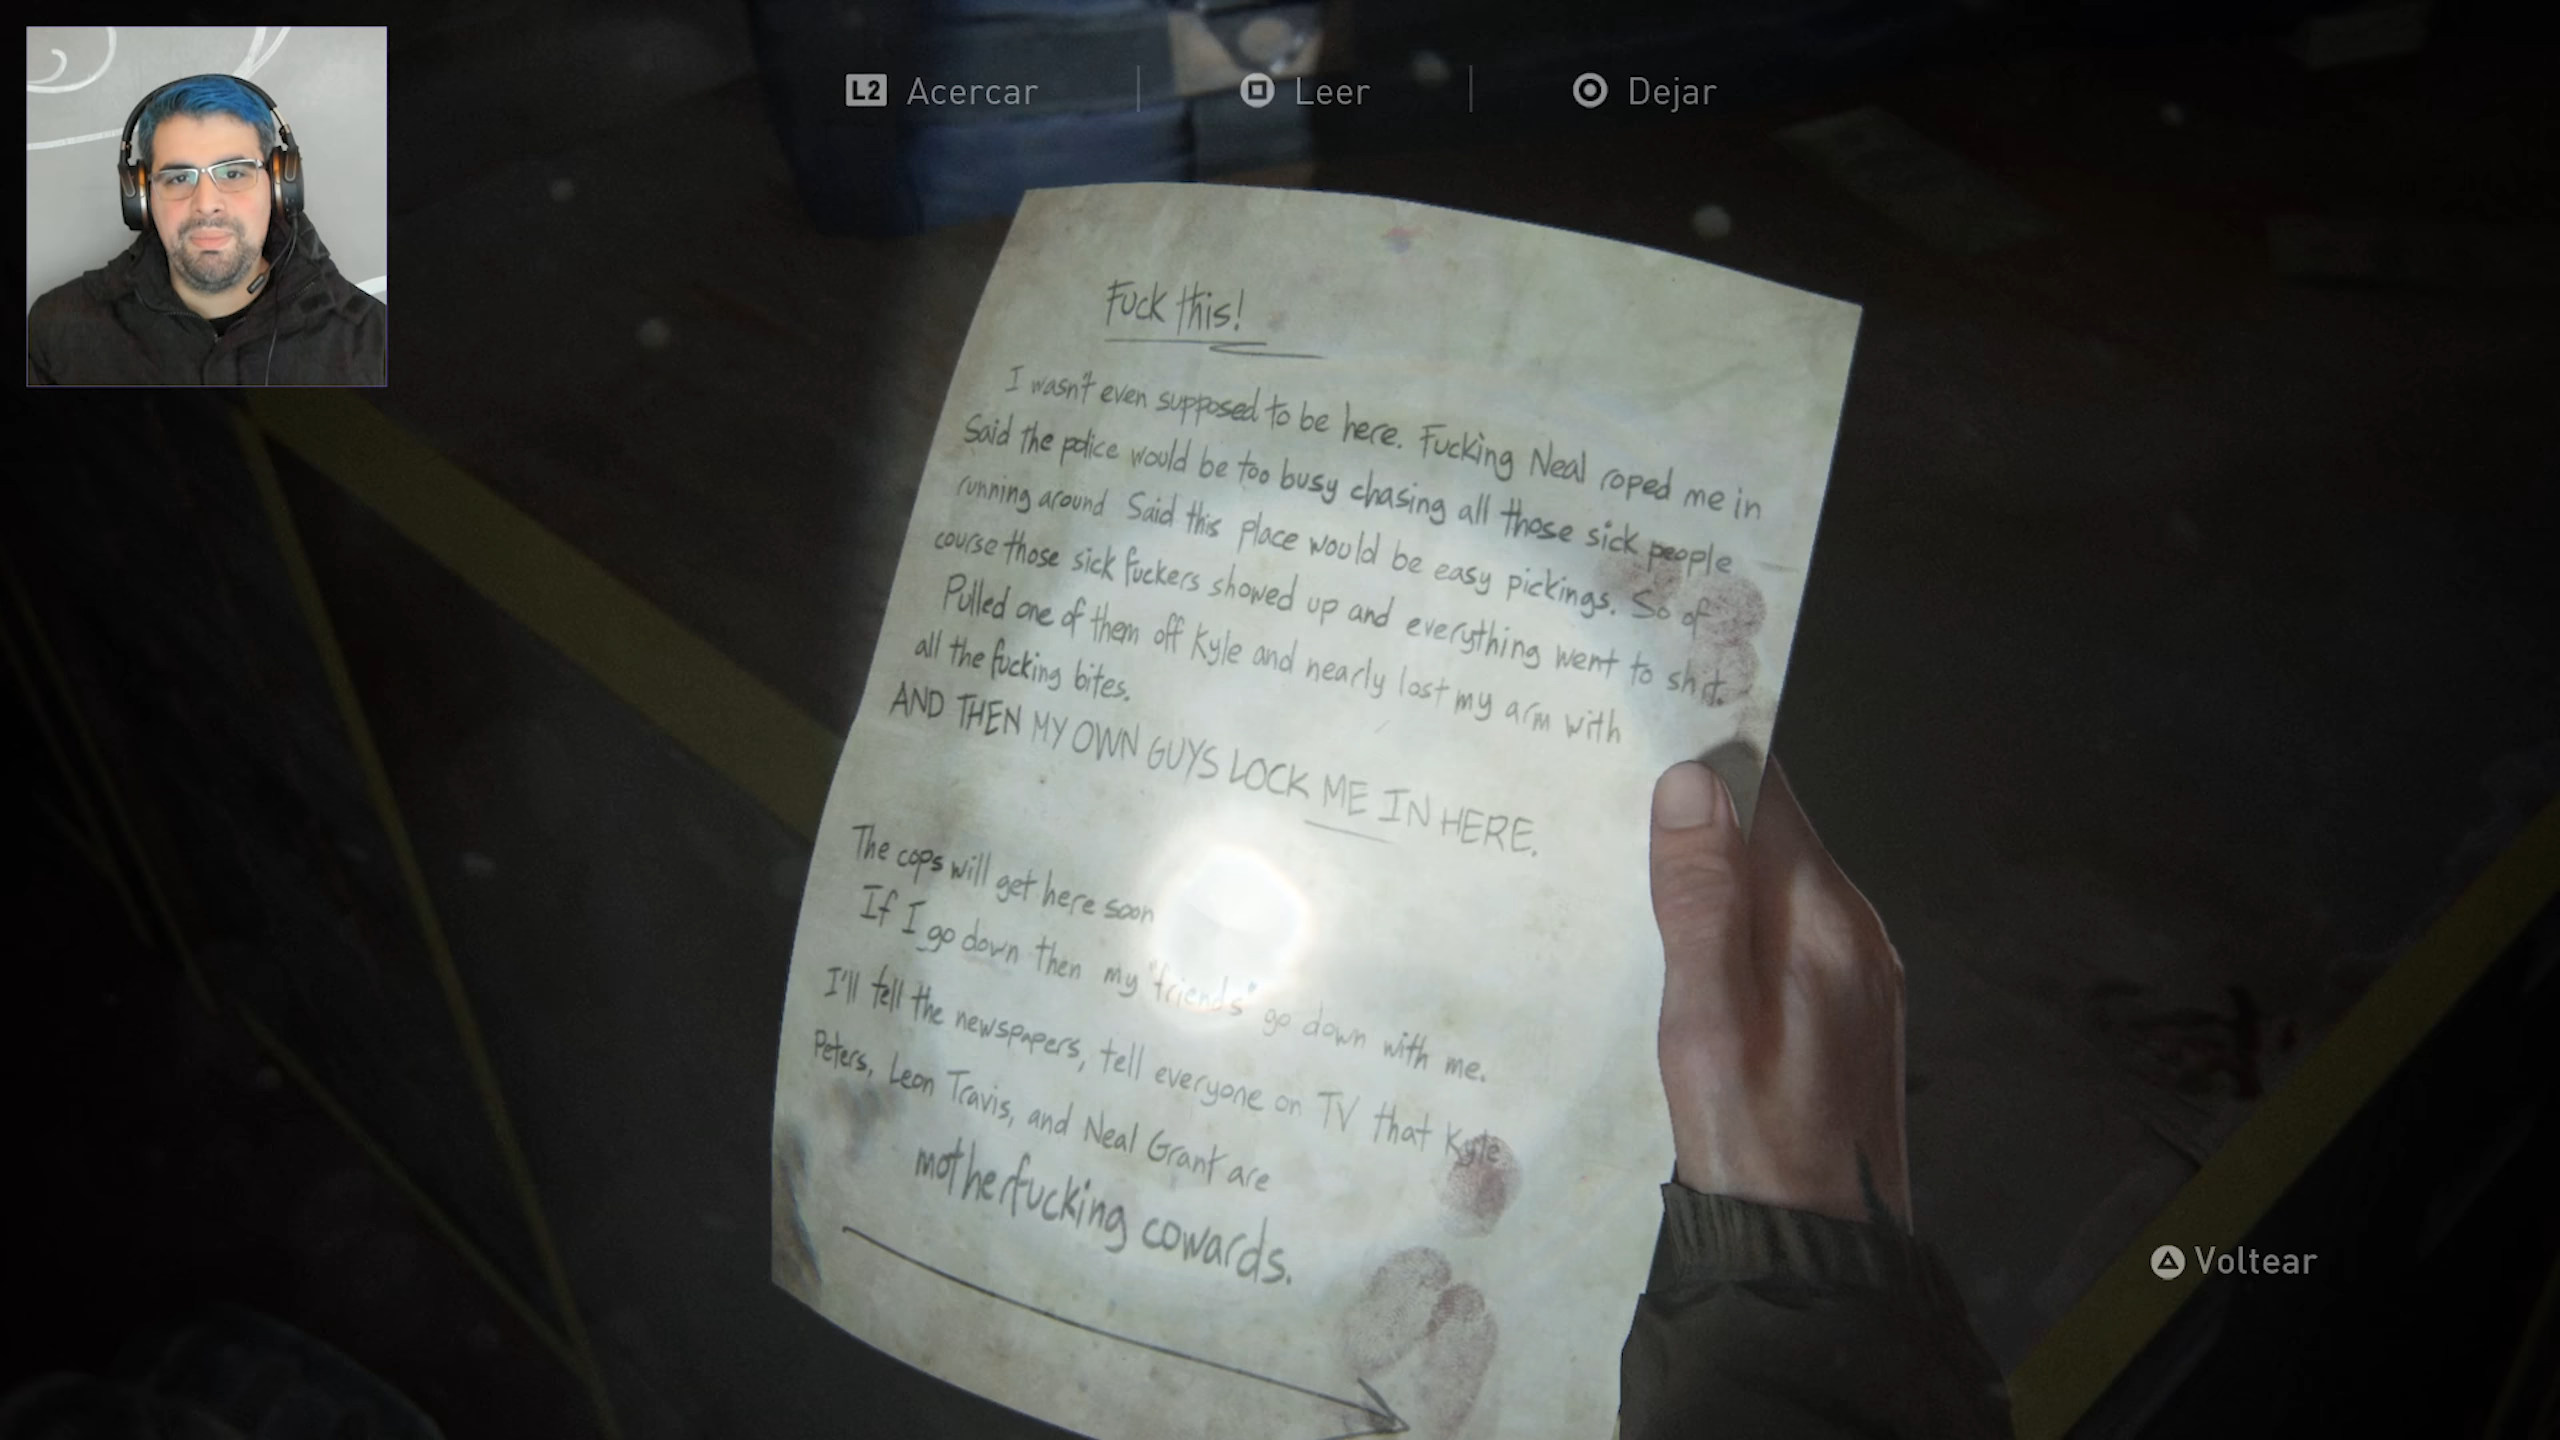 L2 Acercar Leer Dejar
Fuck this!
I wasn't even supposed to be here. Fucking Neal roped me in
Said the police would be too busy chasing all those sick people
running around Said this place would be easy pickings. So of
course those sick fuckers showed up and everything went to shit.
Pulled one of them off Kyle and nearly lost my arm with
all the fucking bites.
AND THEN MY OWN GUYS LOCK ME IN HERE.
The cops will get here soon
If I go down then my "friends" go down with me.
I'll tell the newspapers, tell everyone on TV that Kyle
Peters, Leon Travis, and Neal Grant are
motherfucking cowards.
Voltear